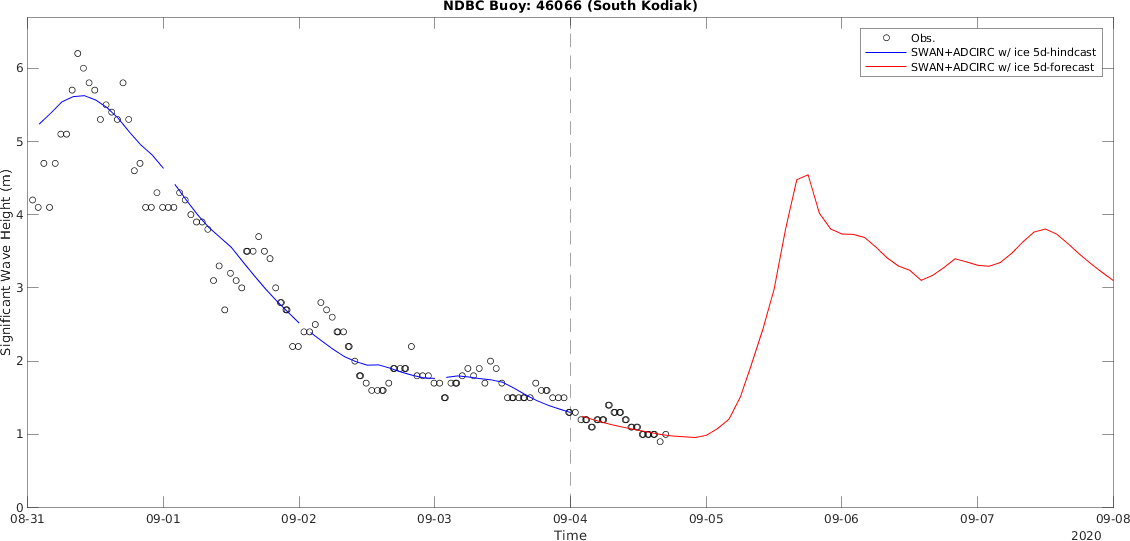 NDBC Buoy: 46066 (South Kodiak)
Obs.
SWAN+ADCIRC w/ ice 5d-hindcast
SWAN+ADCIRC w/ ice 5d-forecast
Significant Wave Height (m)
6
5
4
3
2
1
0
08-31 09-01 09-02 09-03 09-04 09-05 09-06 09-07 09-08
Time
2020